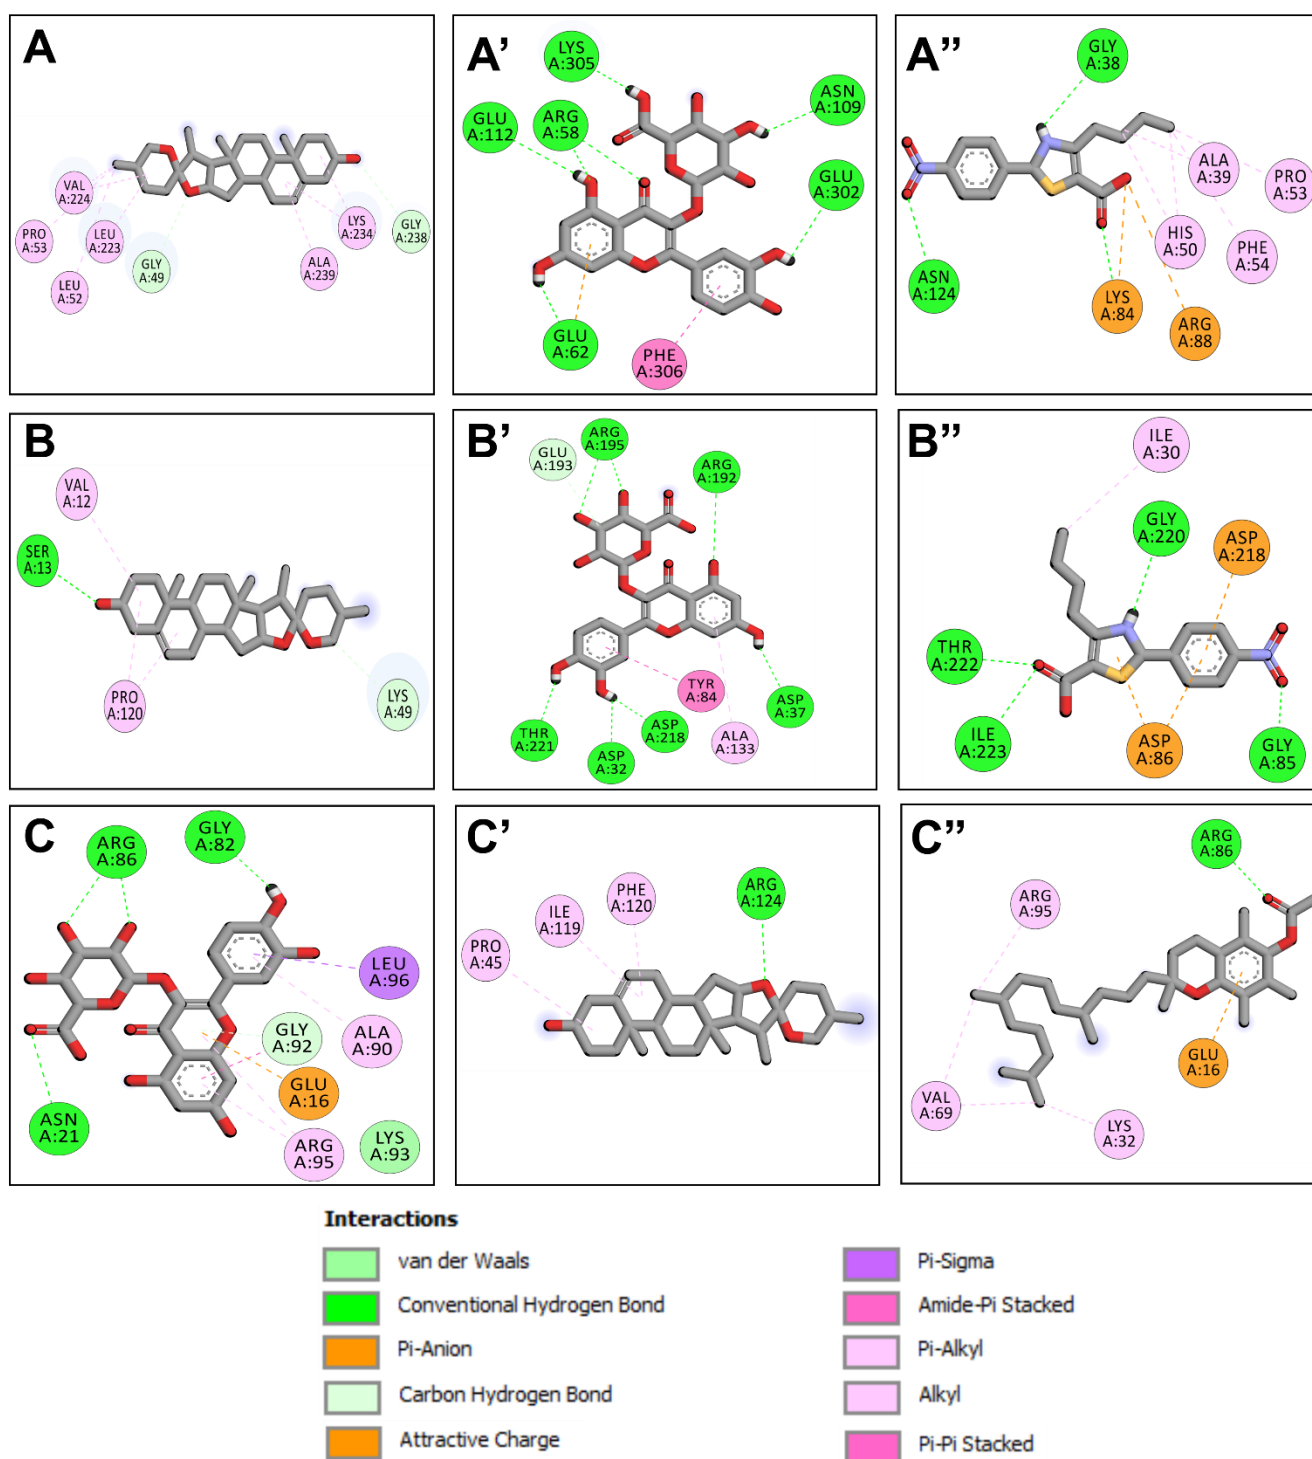 A
VAL
A:224
PRO
A:53
LEU
A:223
LEU
A:52
GLY
A:49
LYS
A:234
ALA
A:239
GLY
A:238
A’
LYS
A:305
GLU
A:112
ARG
A:58
ASN
A:109
GLU
A:302
GLU
A:62
PHE
A:306
A”
GLY
A:38
ALA
A:39
PRO
A:53
HIS
A:50
PHE
A:54
ASN
A:124
LYS
A:84
ARG
A:88
B
VAL
A:12
SER
A:13
PRO
A:120
LYS
A:49
B’
GLU
A:193
ARG
A:195
ARG
A:192
TYR
A:84
THR
A:221
ASP
A:32
ASP
A:218
ALA
A:133
ASP
A:37
B”
ILE
A:30
GLY
A:220
ASP
A:218
THR
A:222
ILE
A:223
ASP
A:86
GLY
A:85
C
ARG
A:86
GLY
A:82
LEU
A:96
GLY
A:92
ALA
A:90
GLU
A:16
ASN
A:21
ARG
A:95
LYS
A:93
C’
PRO
A:45
ILE
A:119
PHE
A:120
ARG
A:124
C”
ARG
A:86
ARG
A:95
GLU
A:16
VAL
A:69
LYS
A:32
Interactions
van der Waals
Conventional Hydrogen Bond
Pi-Anion
Carbon Hydrogen Bond
Attractive Charge
Pi-Sigma
Amide-Pi Stacked
Pi-Alkyl
Alkyl
Pi-Pi Stacked